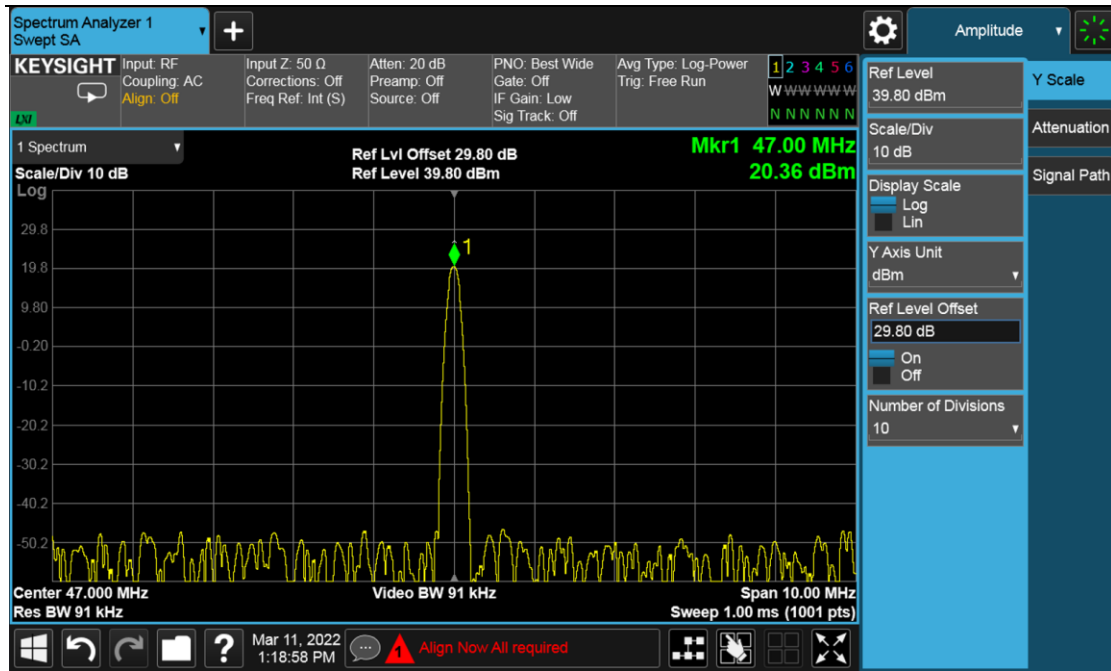 Spectrum Analyzer 1
Swept SA
+
Amplitude
KEYSIGHT
LXI
Input: RF
Coupling: AC
Align: Off
Input Z: 50 Ω
Corrections: Off
Freq Ref: Int (S)
Atten: 20 dB
Preamp: Off
Source: Off
PNO: Best Wide
Gate: Off
IF Gain: Low
Sig Track: Off
Avg Type: Log-Power
Trig: Free Run
1 2 3 4 5 6
W W W W W W
N N N N N N
1 Spectrum
Scale/Div 10 dB
Ref Lvl Offset 29.80 dB
Ref Level 39.80 dBm
Mkr1 47.00 MHz
20.36 dBm
Log
29.8
19.8
9.80
-0.20
-10.2
-20.2
-30.2
-40.2
-50.2
1
Center 47.000 MHz
Res BW 91 kHz
Video BW 91 kHz
Span 10.00 MHz
Sweep 1.00 ms (1001 pts)
Ref Level
39.80 dBm
Scale/Div
10 dB
Display Scale
Log
Lin
Y Axis Unit
dBm
Ref Level Offset
29.80 dB
On
Off
Number of Divisions
10
Y Scale
Attenuation
Signal Path
?
Mar 11, 2022
1:18:58 PM
1
Align Now All required